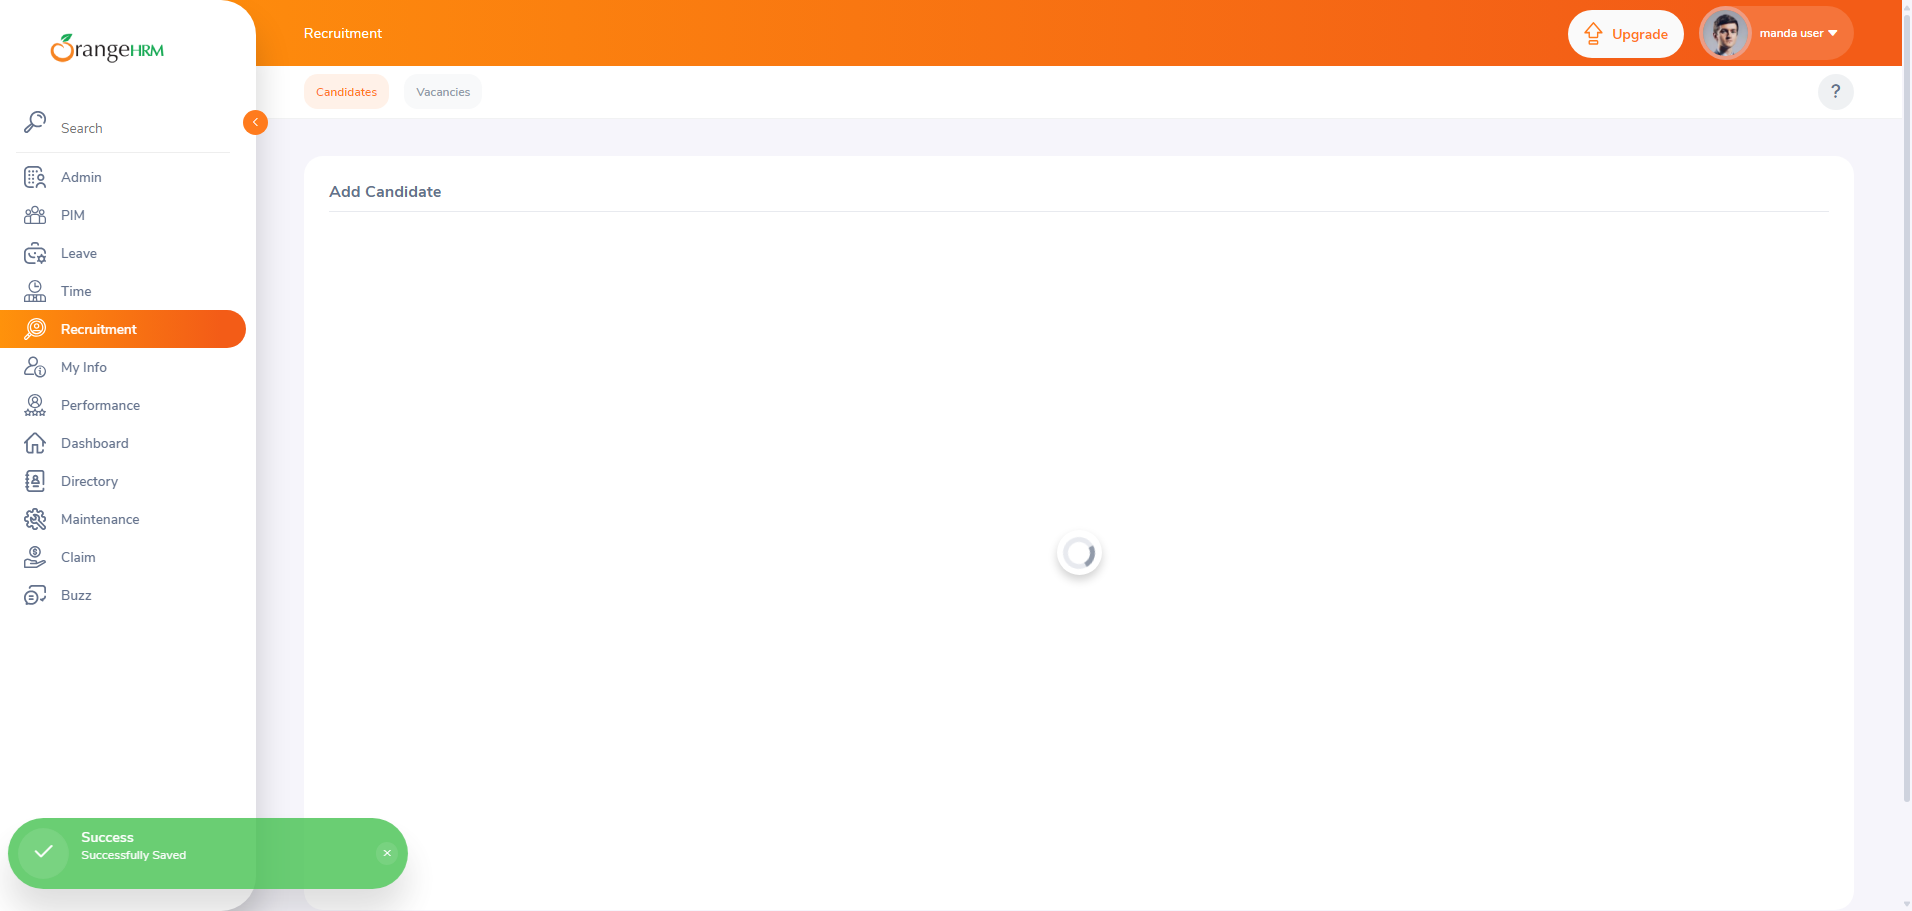 OrangeHRM
Search
Admin
PIM
Leave
Time
Recruitment
My Info
Performance
Dashboard
Directory
Maintenance
Claim
Buzz
Recruitment
Upgrade
manda user
Candidates
Vacancies
?
Add Candidate
Success
Successfully Saved